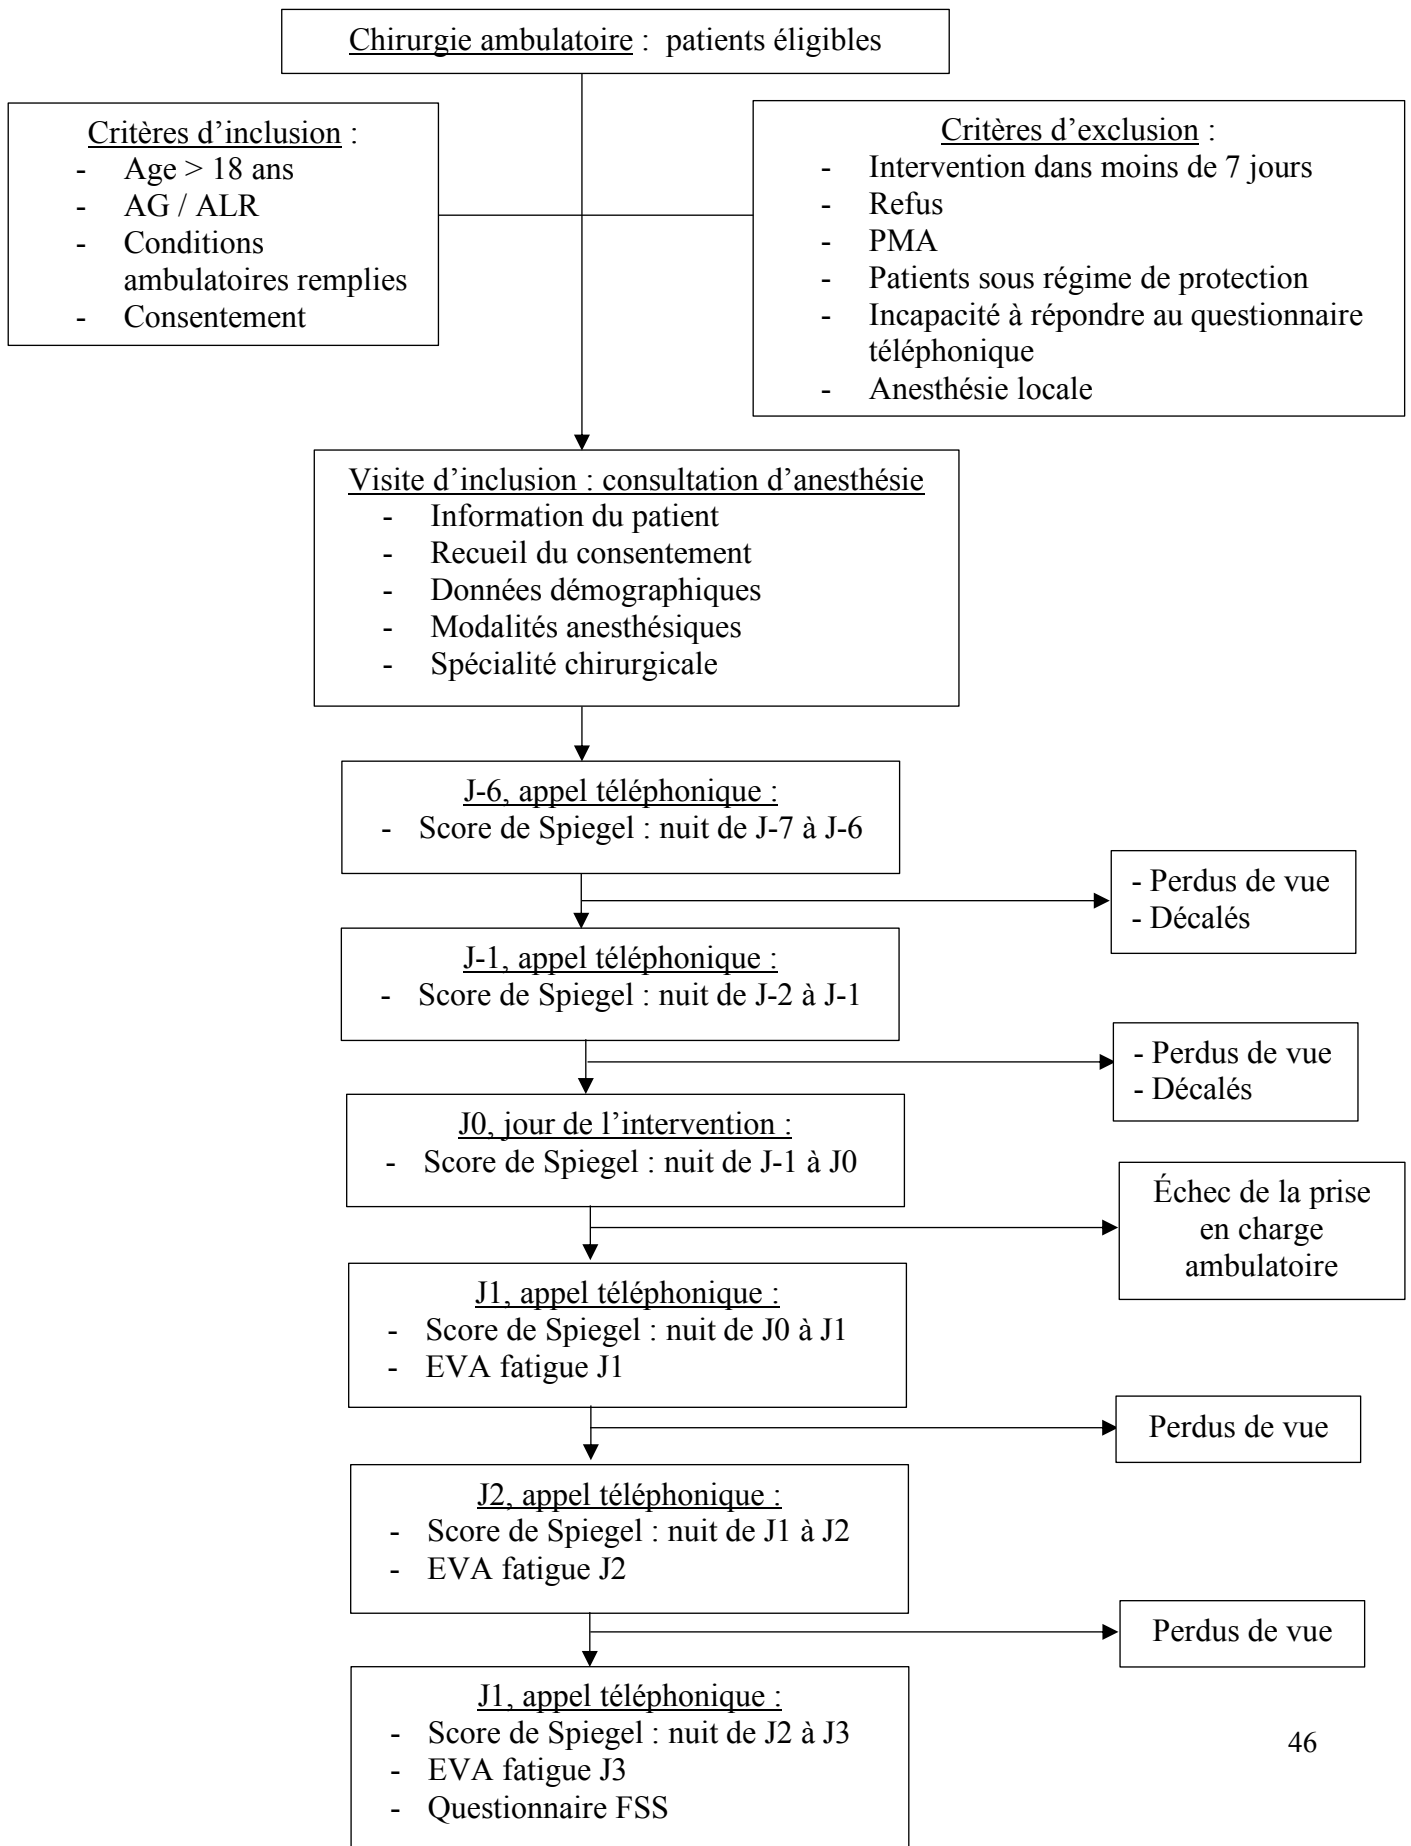 Chirurgie ambulatoire : patients éligibles
Critères d’inclusion :
- Age > 18 ans
- AG / ALR
- Conditions
ambulatoires remplies
- Consentement
Critères d’exclusion :
- Intervention dans moins de 7 jours
- Refus
- PMA
- Patients sous régime de protection
- Incapacité à répondre au questionnaire
téléphonique
- Anesthésie locale
Visite d’inclusion : consultation d’anesthésie
- Information du patient
- Recueil du consentement
- Données démographiques
- Modalités anesthésiques
- Spécialité chirurgicale
J-6, appel téléphonique :
- Score de Spiegel : nuit de J-7 à J-6
- Perdus de vue
- Décalés
J-1, appel téléphonique :
- Score de Spiegel : nuit de J-2 à J-1
- Perdus de vue
- Décalés
J0, jour de l’intervention :
- Score de Spiegel : nuit de J-1 à J0
Échec de la prise
en charge
ambulatoire
J1, appel téléphonique :
- Score de Spiegel : nuit de J0 à J1
- EVA fatigue J1
Perdus de vue
J2, appel téléphonique :
- Score de Spiegel : nuit de J1 à J2
- EVA fatigue J2
Perdus de vue
J1, appel téléphonique :
- Score de Spiegel : nuit de J2 à J3
- EVA fatigue J3
- Questionnaire FSS
46